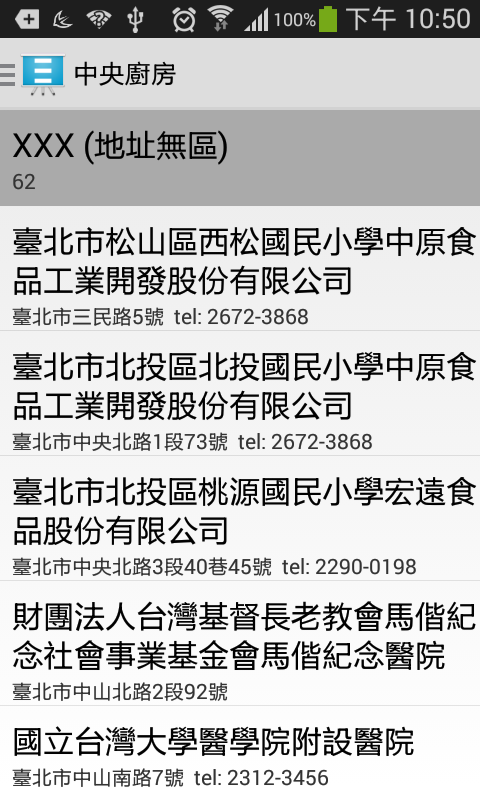 100% 下午 10:50
中央廚房
XXX (地址無區)
62
臺北市松山區西松國民小學中原食
品工業開發股份有限公司
臺北市三民路5號 tel: 2672-3868
臺北市北投區北投國民小學中原食
品工業開發股份有限公司
臺北市中央北路1段73號 tel: 2672-3868
臺北市北投區桃源國民小學宏遠食
品股份有限公司
臺北市中央北路3段40巷45號 tel: 2290-0198
財團法人台灣基督長老教會馬偕紀
念社會事業基金會馬偕紀念醫院
臺北市中山北路2段92號
國立台灣大學醫學院附設醫院
臺北市中山南路7號 tel: 2312-3456